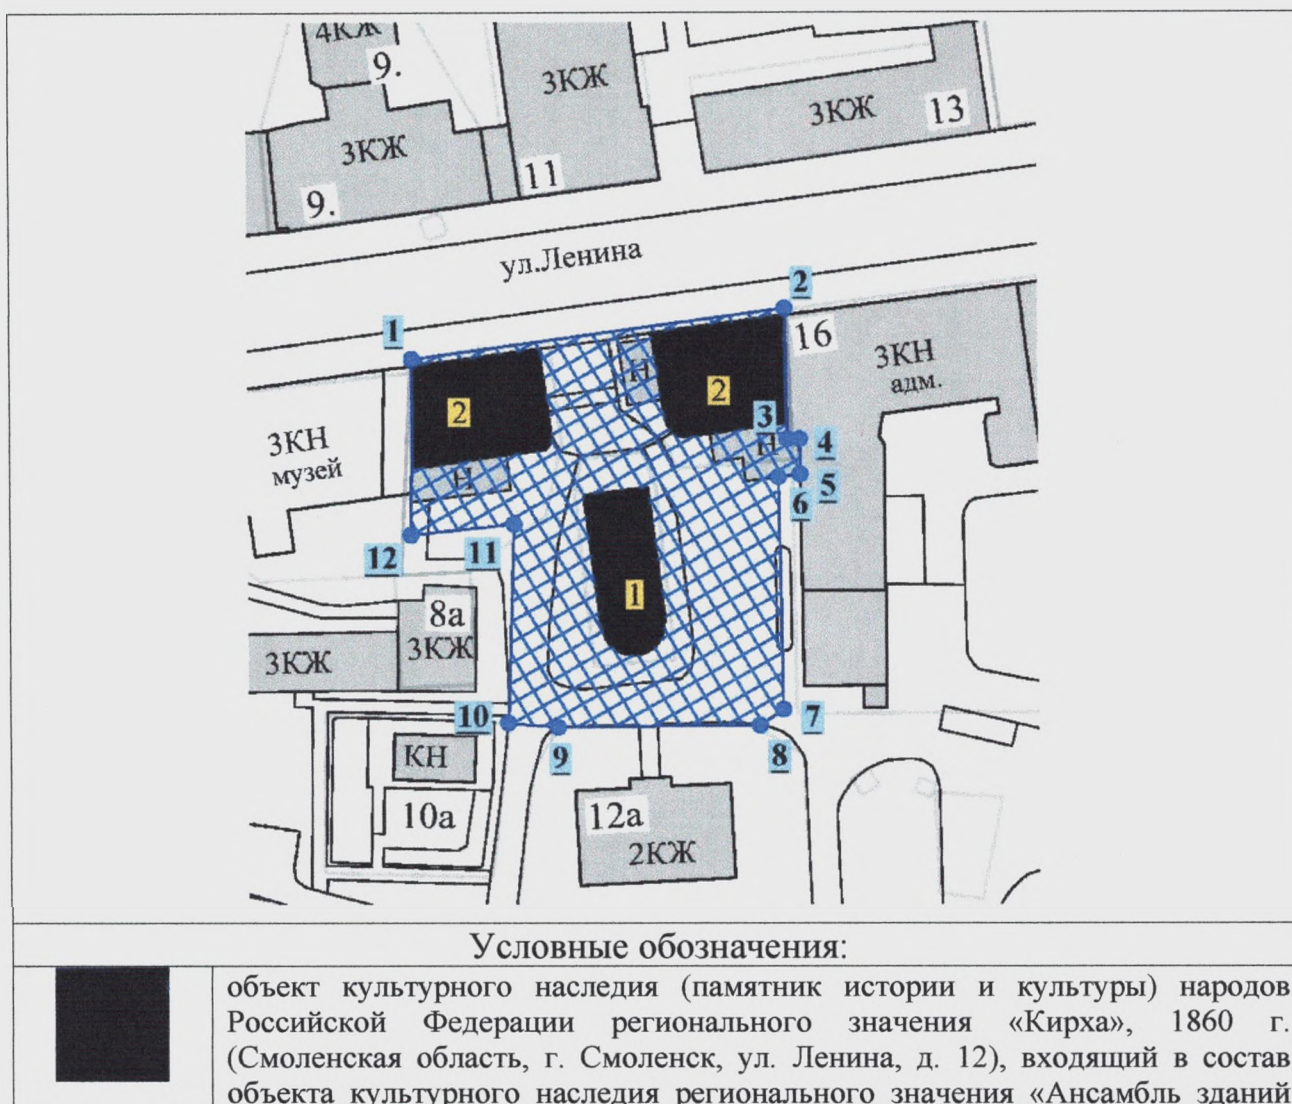 4КЖ
9.
3КЖ
3КЖ
13
3КЖ
11
9.
ул.Ленина
2
1
16
3КН
адм.
Н
2
2
3
4
3КН
музей
Н
Н
5
6
12
11
1
8а
3КЖ
3КЖ
10
7
9
8
КН
10а
12а
2КЖ
Условные обозначения:
объект культурного наследия (памятник истории и культуры) народов
Российской Федерации регионального значения «Кирха», 1860 г.
(Смоленская область, г. Смоленск, ул. Ленина, д. 12), входящий в состав
объекта культурного наследия регионального значения «Ансамбль зданий